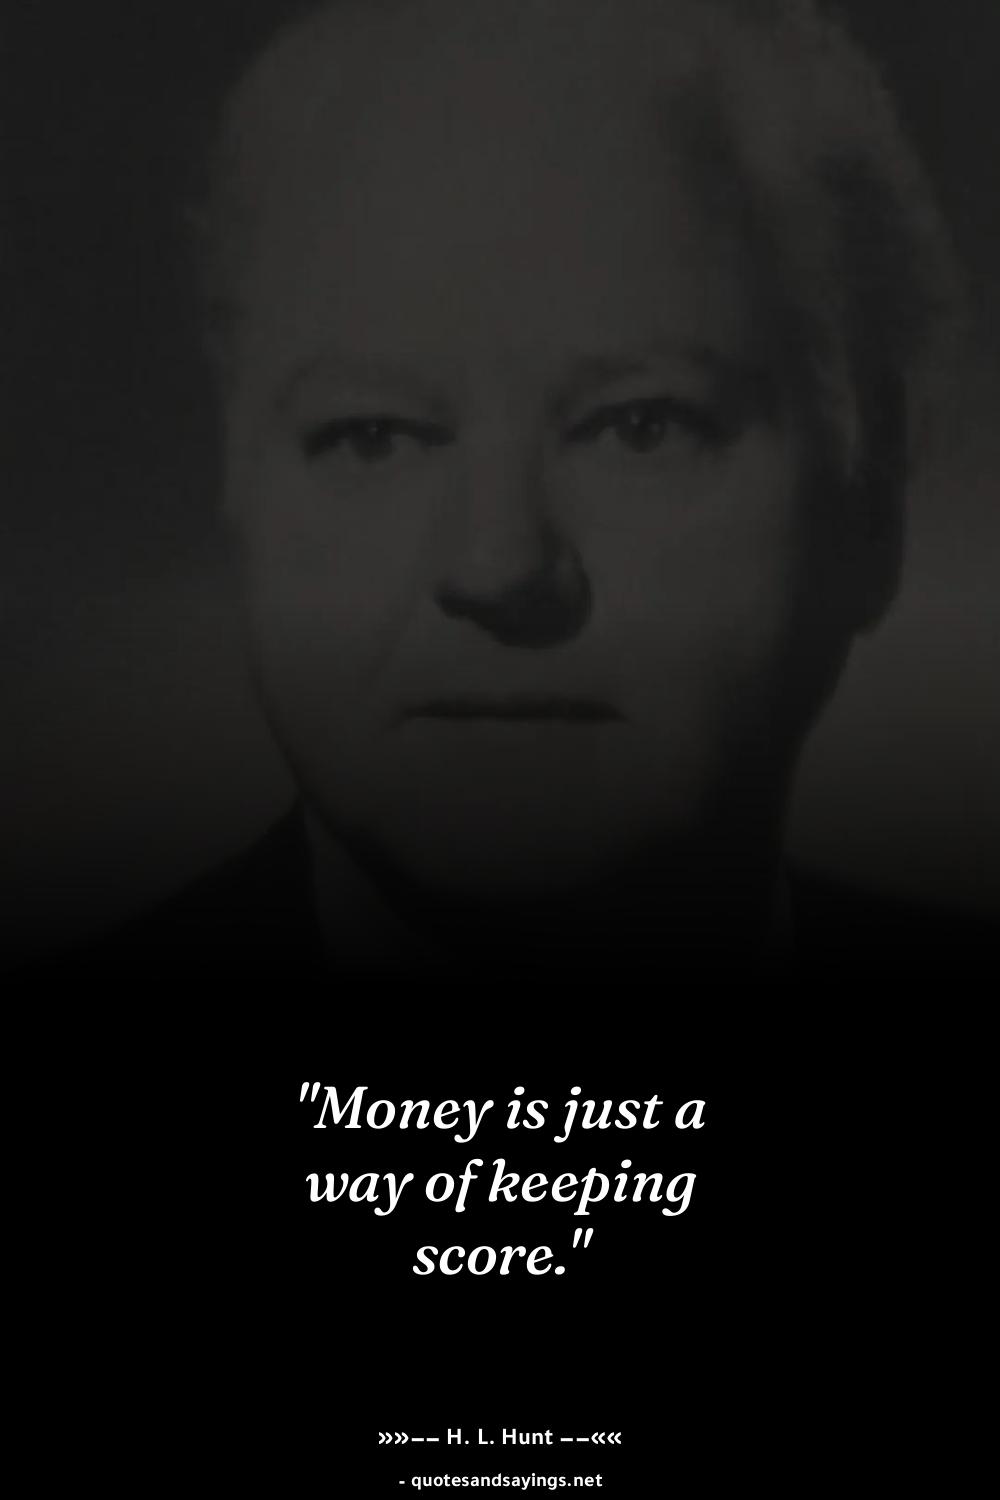 "Money is just a
way of keeping
score."
»»–– H. L. Hunt ––««
- quotesandsayings.net